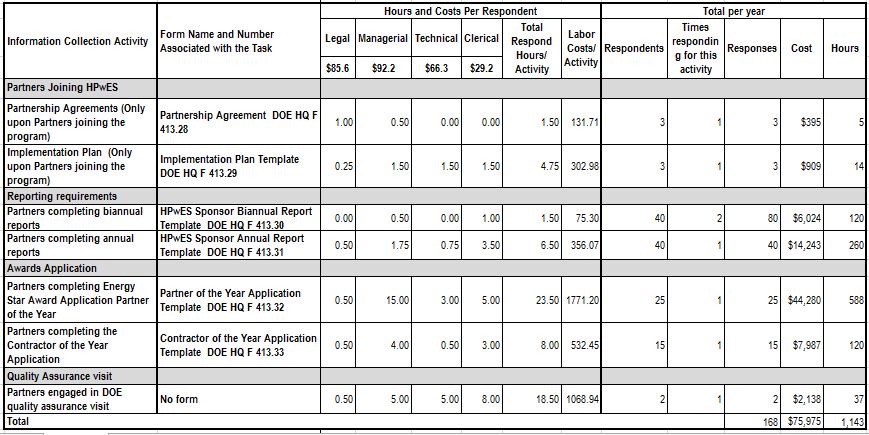 Hours and Costs Per Respondent Total per year
Information Collection Activity Form Name and Number Associated with the Task Legal Managerial Technical Clerical Total Respond Hours/ Activity Labor Costs/ Activity Respondents Times respondin g for this activity Responses Cost Hours
$85.6 $92.2 $66.3 $29.2
Partners Joining HPwES
Partnership Agreements (Only upon Partners joining the program) Partnership Agreement DOE HQ F 413.28 1.00 0.50 0.00 0.00 1.50 131.71 3 1 3 $395 5
Implementation Plan (Only upon Partners joining the program) Implementation Plan Template DOE HQ F 413.29 0.25 1.50 1.50 1.50 4.75 302.98 3 1 3 $909 14
Reporting requirements
Partners completing biannual reports HPwES Sponsor Biannual Report Template DOE HQ F 413.30 0.00 0.50 0.00 1.00 1.50 75.30 40 2 80 $6,024 120
Partners completing annual reports HPwES Sponsor Annual Report Template DOE HQ F 413.31 0.50 1.75 0.75 3.50 6.50 356.07 40 1 40 $14,243 260
Awards Application
Partners completing Energy Star Award Application Partner of the Year Partner of the Year Application Template DOE HQ F 413.32 0.50 15.00 3.00 5.00 23.50 1771.20 25 1 25 $44,280 588
Partners completing the Contractor of the Year Application Contractor of the Year Application Template DOE HQ F 413.33 0.50 4.00 0.50 3.00 8.00 532.45 15 1 15 $7,987 120
Quality Assurance visit
Partners engaged in DOE quality assurance visit No form 0.50 5.00 5.00 8.00 18.50 1068.94 2 1 2 $2,138 37
Total 168 $75,975 1,143